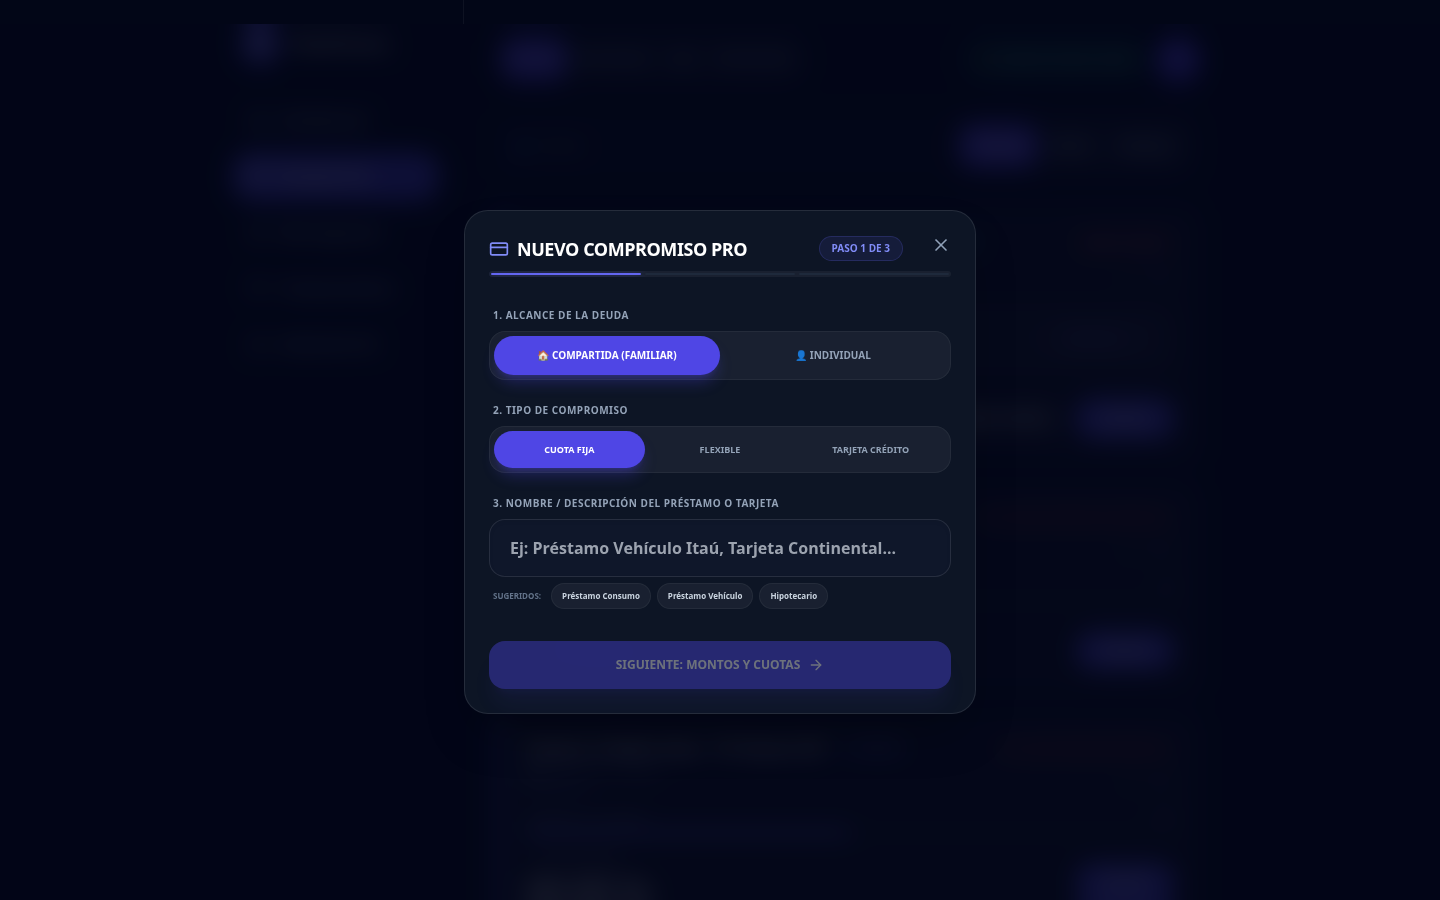 NUEVO COMPROMISO PRO
PASO 1 DE 3
1. ALCANCE DE LA DEUDA
🏠 COMPARTIDA (FAMILIAR)
👤 INDIVIDUAL
2. TIPO DE COMPROMISO
CUOTA FIJA
FLEXIBLE
TARJETA CRÉDITO
3. NOMBRE / DESCRIPCIÓN DEL PRÉSTAMO O TARJETA
Ej: Préstamo Vehículo Itaú, Tarjeta Continental...
SUGERIDOS:
Préstamo Consumo
Préstamo Vehículo
Hipotecario
SIGUIENTE: MONTOS Y CUOTAS →